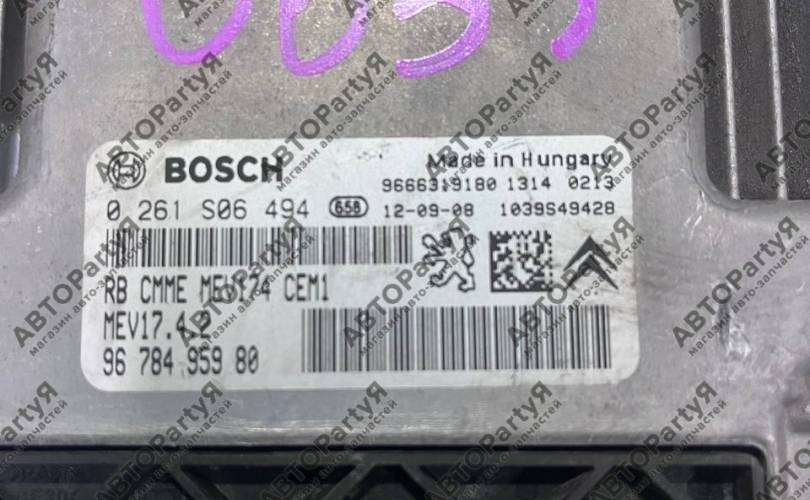 BOSCH
Made in Hungary
9666319180 1314 0213
0 261 S06 494 658 12-09-08 1039S49428
RB CMME MEV174 CEM1
MEV17.4.2
96 784 959 80
АВТОPartyЯ
магазин авто-запчастей